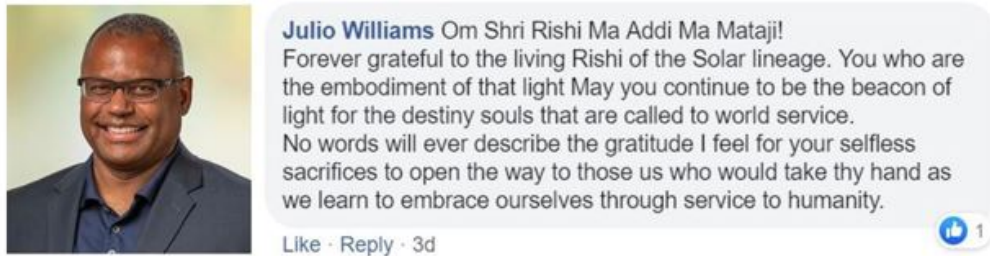 Julio Williams Om Shri Rishi Ma Addi Ma Mataji!
Forever grateful to the living Rishi of the Solar lineage. You who are
the embodiment of that light May you continue to be the beacon of
light for the destiny souls that are called to world service.
No words will ever describe the gratitude I feel for your selfless
sacrifices to open the way to those us who would take thy hand as
we learn to embrace ourselves through service to humanity.
Like · Reply · 3d
1